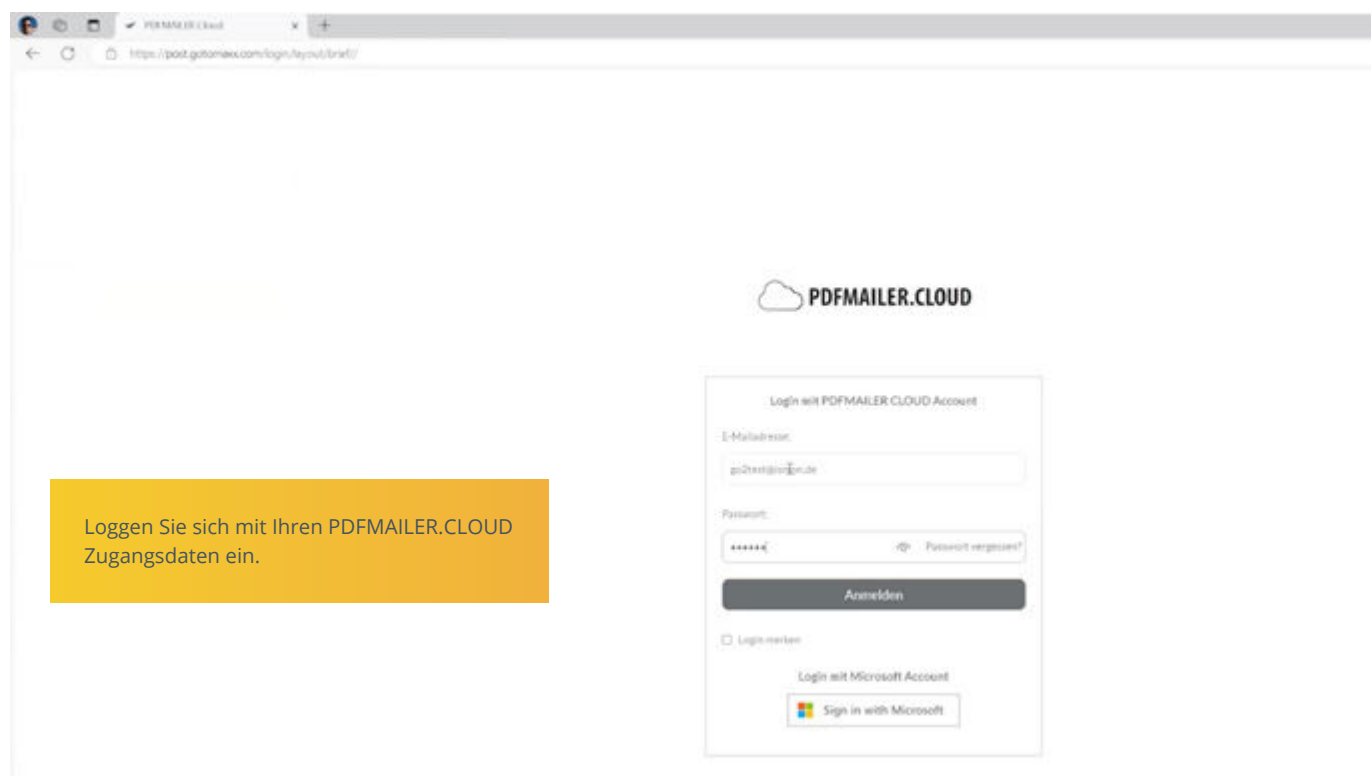 PDFMAILER.Cloud
https://post.gotomaxx.com/login/layout/brief//
PDFMAILER.CLOUD
Login mit PDFMAILER CLOUD Account
E-Mailadresse:
Passwort:
Passwort vergessen?
Anmelden
Login merken
Login mit Microsoft Account
Sign in with Microsoft
Loggen Sie sich mit Ihren PDFMAILER.CLOUD
Zugangsdaten ein.